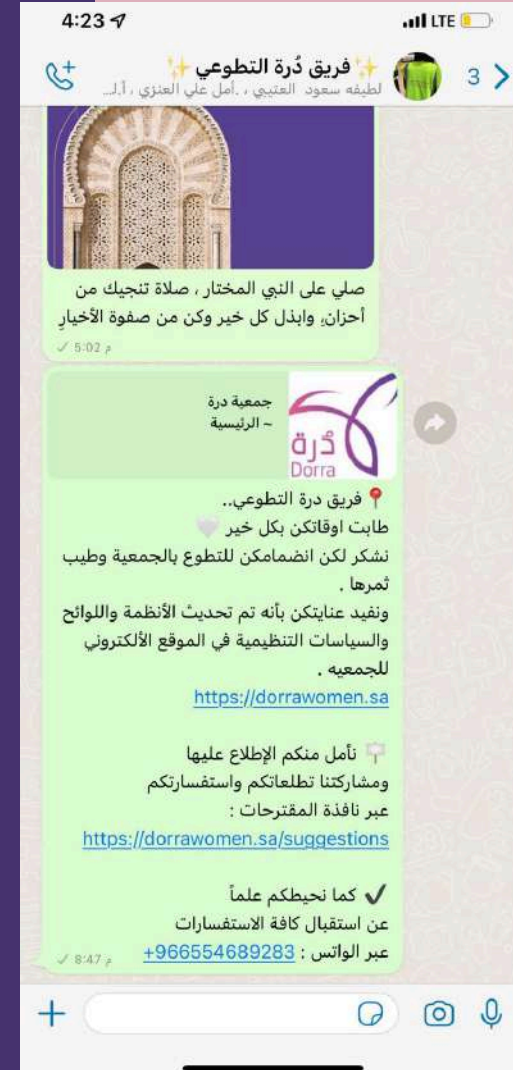 4:23
LTE
3
✨ فريق دُرة التطوعي ✨
لطيفه سعود العتيبي ، .أمل علي العنزي ، أ.لـ...
صلي على النبي المختار ، صلاة تنجيك من
أحزان، وابذل كل خير وكن من صفوة الأخيارِ
5:02 م
جمعية درة
~ الرئيسية
دُرة
Dorra
📍 فريق درة التطوعي..
طابت اوقاتكن بكل خير 🤍
نشكر لكن انضمامكن للتطوع بالجمعية وطيب
ثمرها .
ونفيد عنايتكن بأنه تم تحديث الأنظمة واللوائح
والسياسات التنظيمية في الموقع الألكتروني
للجمعيه .
https://dorrawomen.sa
🪧 نأمل منكم الإطلاع عليها
ومشاركتنا تطلعاتكم واستفسارتكم
عبر نافذة المقترحات :
https://dorrawomen.sa/suggestions
✔️ كما نحيطكم علماً
عن استقبال كافة الاستفسارات
عبر الواتس : +966554689283
8:47 م